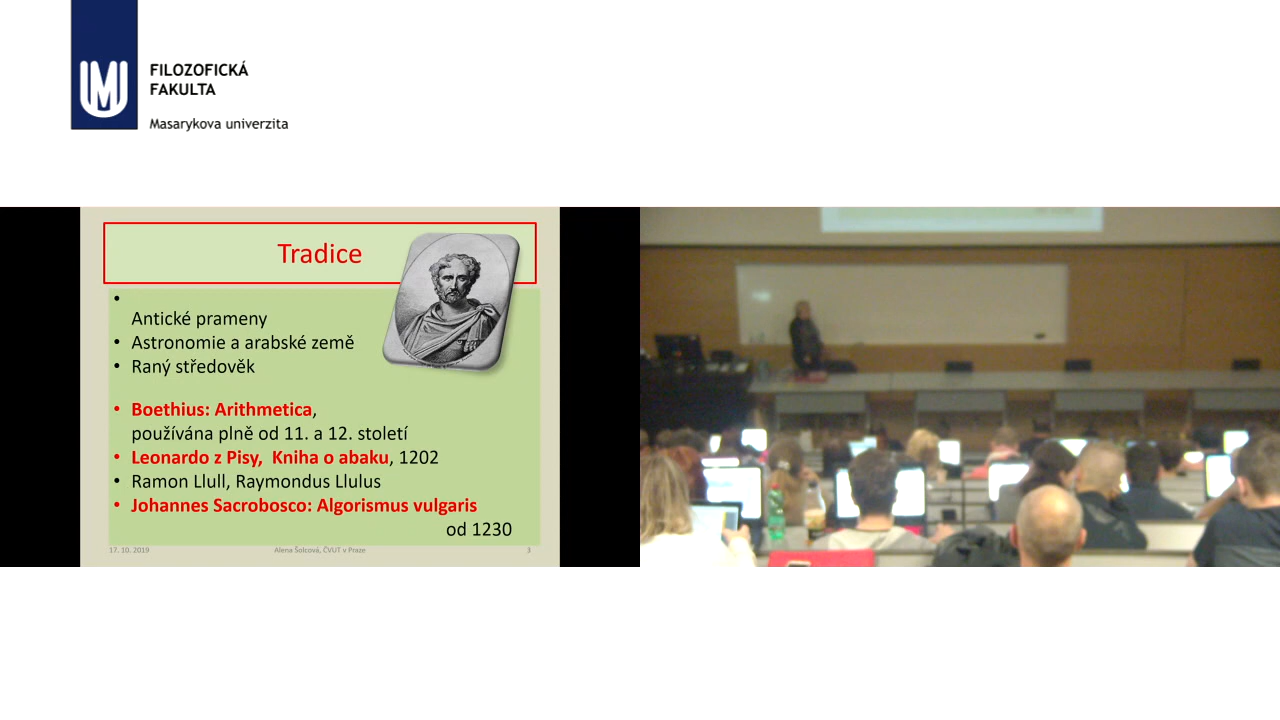 FILOZOFICKÁ
FAKULTA
Masarykova univerzita
Tradice
•
Antické prameny
• Astronomie a arabské země
• Raný středověk
• Boethius: Arithmetica,
používána plně od 11. a 12. století
• Leonardo z Pisy, Kniha o abaku, 1202
• Ramon Llull, Raymondus Llulus
• Johannes Sacrobosco: Algorismus vulgaris
od 1230
17. 10. 2019 Alena Šolcová, ČVUT v Praze 3